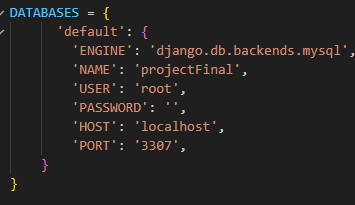 DATABASES = {
    'default': {
        'ENGINE': 'django.db.backends.mysql',
        'NAME': 'projectFinal',
        'USER': 'root',
        'PASSWORD': '',
        'HOST': 'localhost',
        'PORT': '3307',
    }
}